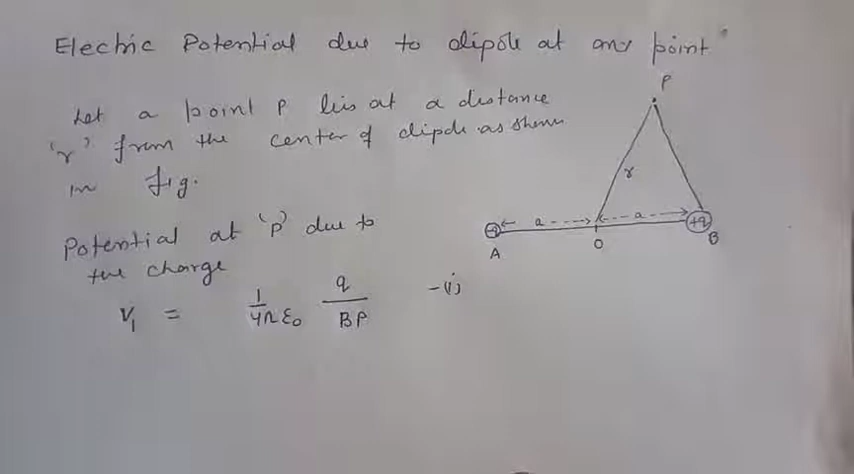 Electric Potential due to dipole at any point
Let a point P lies at a distance
'r' from the center of dipole as shown
in fig.
Potential at 'P' due to
the charge
V₁ = 1/4πε₀ q/BP -(i)
P
r
a a
-q +q
A O B